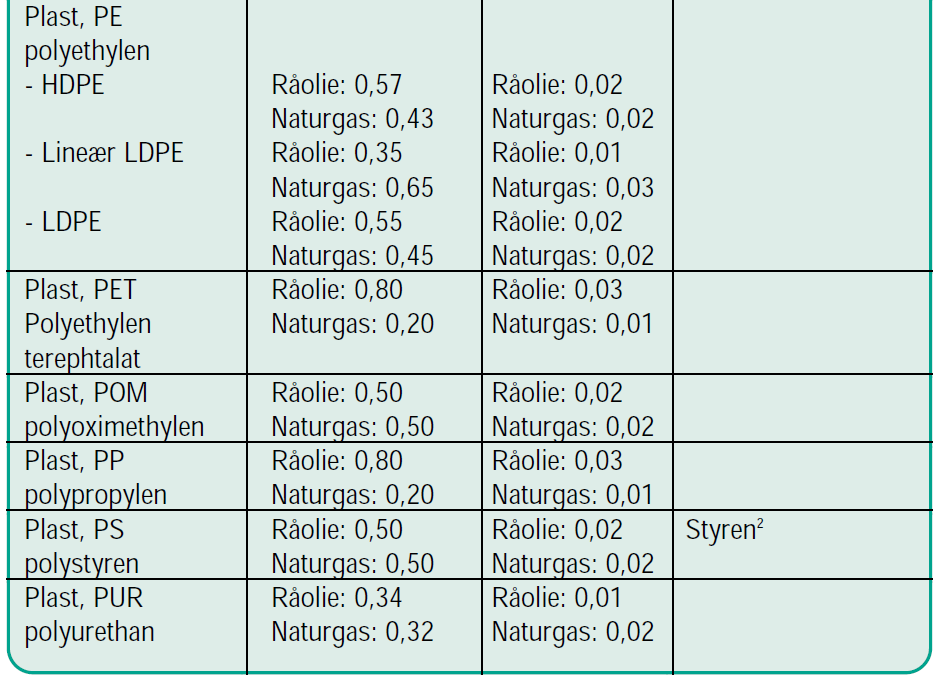 Plast, PE
polyethylen
- HDPE Råolie: 0,57 Råolie: 0,02
Naturgas: 0,43 Naturgas: 0,02
- Lineær LDPE Råolie: 0,35 Råolie: 0,01
Naturgas: 0,65 Naturgas: 0,03
- LDPE Råolie: 0,55 Råolie: 0,02
Naturgas: 0,45 Naturgas: 0,02
Plast, PET Råolie: 0,80 Råolie: 0,03
Polyethylen Naturgas: 0,20 Naturgas: 0,01
terephtalat
Plast, POM Råolie: 0,50 Råolie: 0,02
polyoximethylen Naturgas: 0,50 Naturgas: 0,02
Plast, PP Råolie: 0,80 Råolie: 0,03
polypropylen Naturgas: 0,20 Naturgas: 0,01
Plast, PS Råolie: 0,50 Råolie: 0,02 Styren²
polystyren Naturgas: 0,50 Naturgas: 0,02
Plast, PUR Råolie: 0,34 Råolie: 0,01
polyurethan Naturgas: 0,32 Naturgas: 0,02